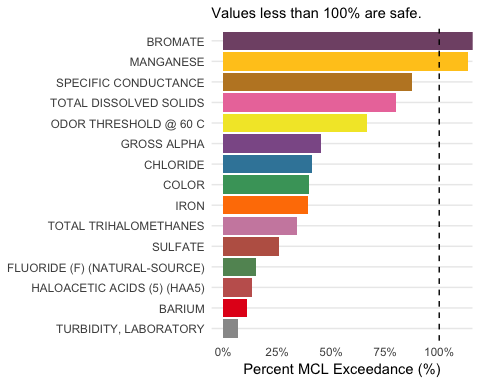 Values less than 100% are safe.
BROMATE
MANGANESE
SPECIFIC CONDUCTANCE
TOTAL DISSOLVED SOLIDS
ODOR THRESHOLD @ 60 C
GROSS ALPHA
CHLORIDE
COLOR
IRON
TOTAL TRIHALOMETHANES
SULFATE
FLUORIDE (F) (NATURAL-SOURCE)
HALOACETIC ACIDS (5) (HAA5)
BARIUM
TURBIDITY, LABORATORY
0% 25% 50% 75% 100%
Percent MCL Exceedance (%)